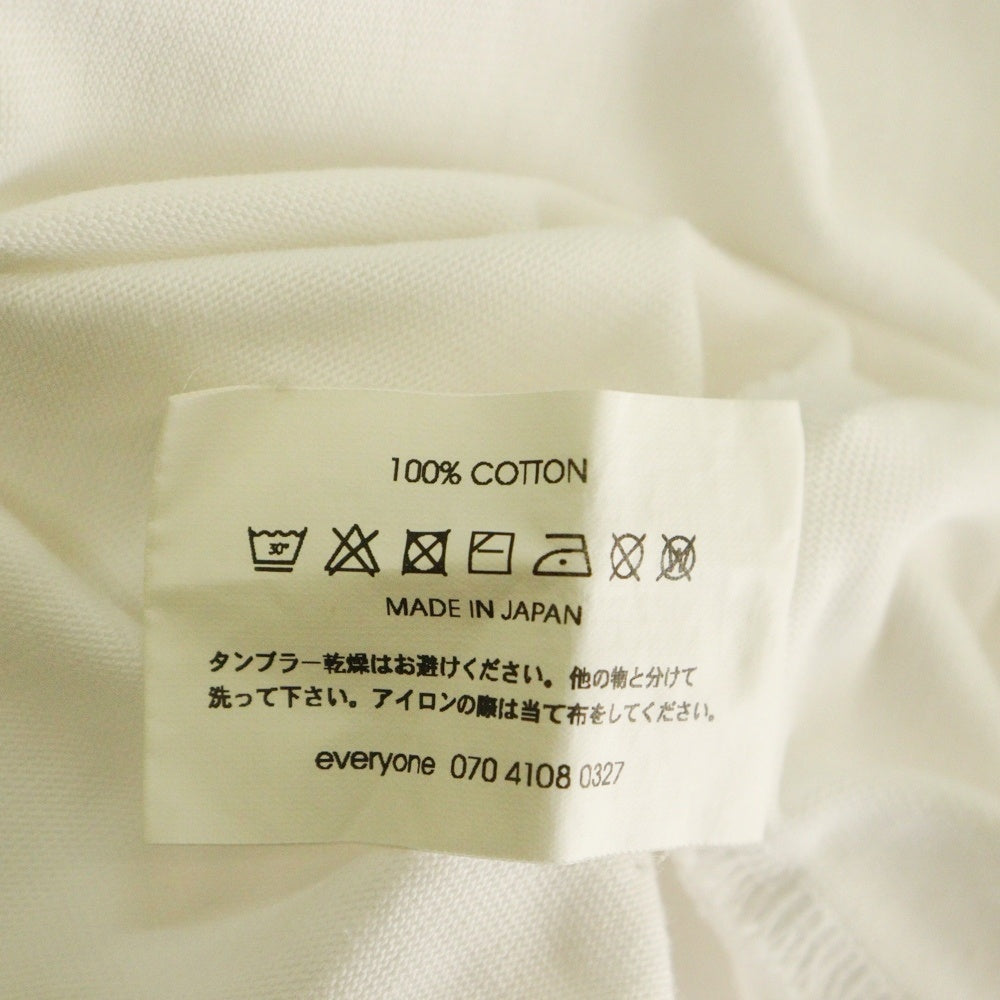 100% COTTON
30°
W
MADE IN JAPAN
タンブラー乾燥はお避けください。他の物と分けて
洗って下さい。アイロンの際は当て布をしてください。
everyone 070 4108 0327